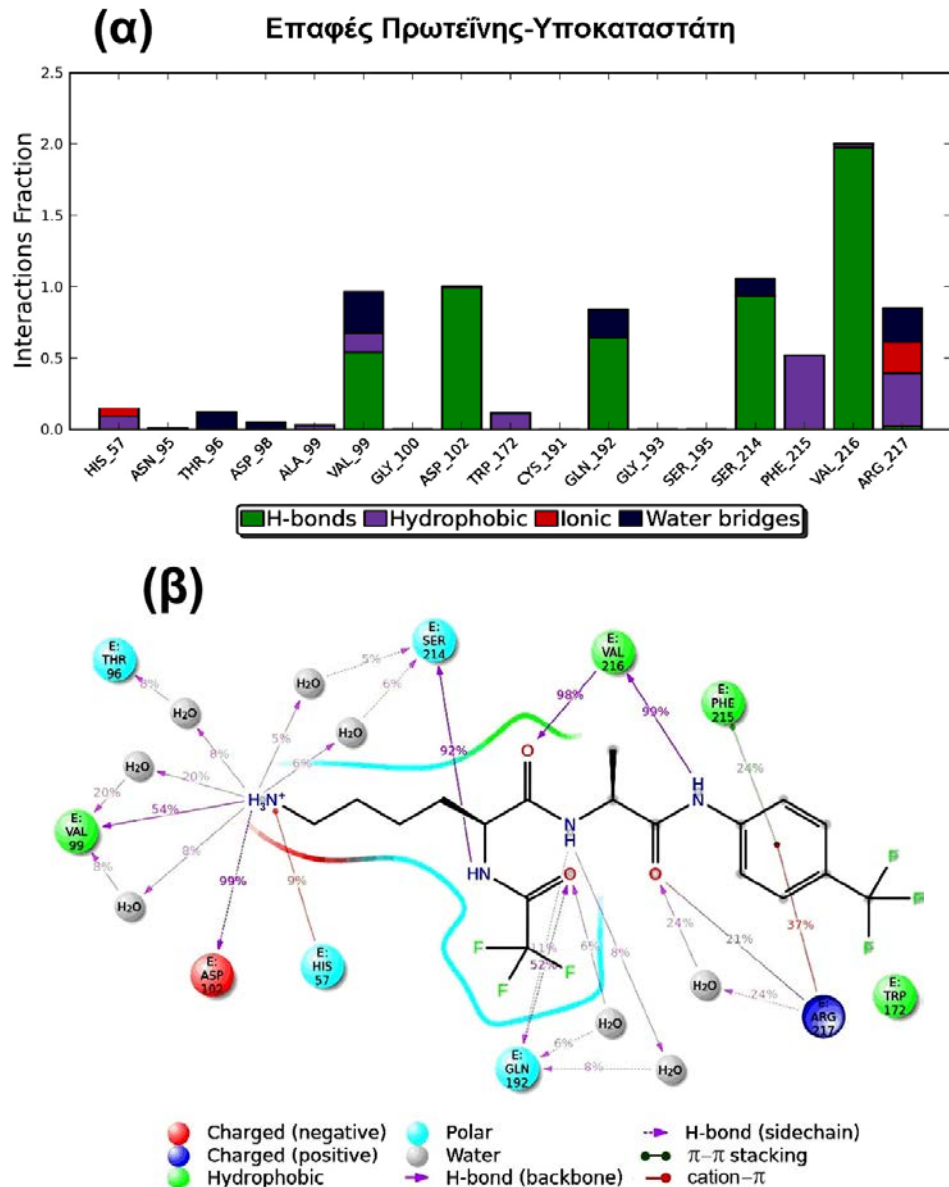 (α) Επαφές Πρωτεΐνης-Υποκαταστάτη
Interactions Fraction
2.5
2.0
1.5
1.0
0.5
0.0
HIS_57
ASN_95
THR_96
ASP_98
ALA_99
VAL_99
GLY_100
ASP_102
TRP_172
CYS_191
GLN_192
GLY_193
SER_195
SER_214
PHE_215
VAL_216
ARG_217
H-bonds Hydrophobic Ionic Water bridges
(β)
E:
THR
96
8%
H₂O
8%
H₂O
5%
5%
H₂O
6%
6%
E:
SER
214
E:
VAL
216
E:
PHE
215
98%
99%
92%
24%
H₂O
20%
20%
54%
E:
VAL
99
8%
8%
H₂O
H₃N⁺
99%
9%
E:
ASP
102
E:
HIS
57
O
NH
O
F
F
F
N
H
O
H
N
F
F
F
11%
52%
6%
8%
H₂O
6%
8%
H₂O
E:
GLN
192
24%
21%
37%
H₂O
24%
E:
ARG
217
E:
TRP
172
Charged (negative)
Charged (positive)
Hydrophobic
Polar
Water
H-bond (backbone)
H-bond (sidechain)
π−π stacking
cation−π